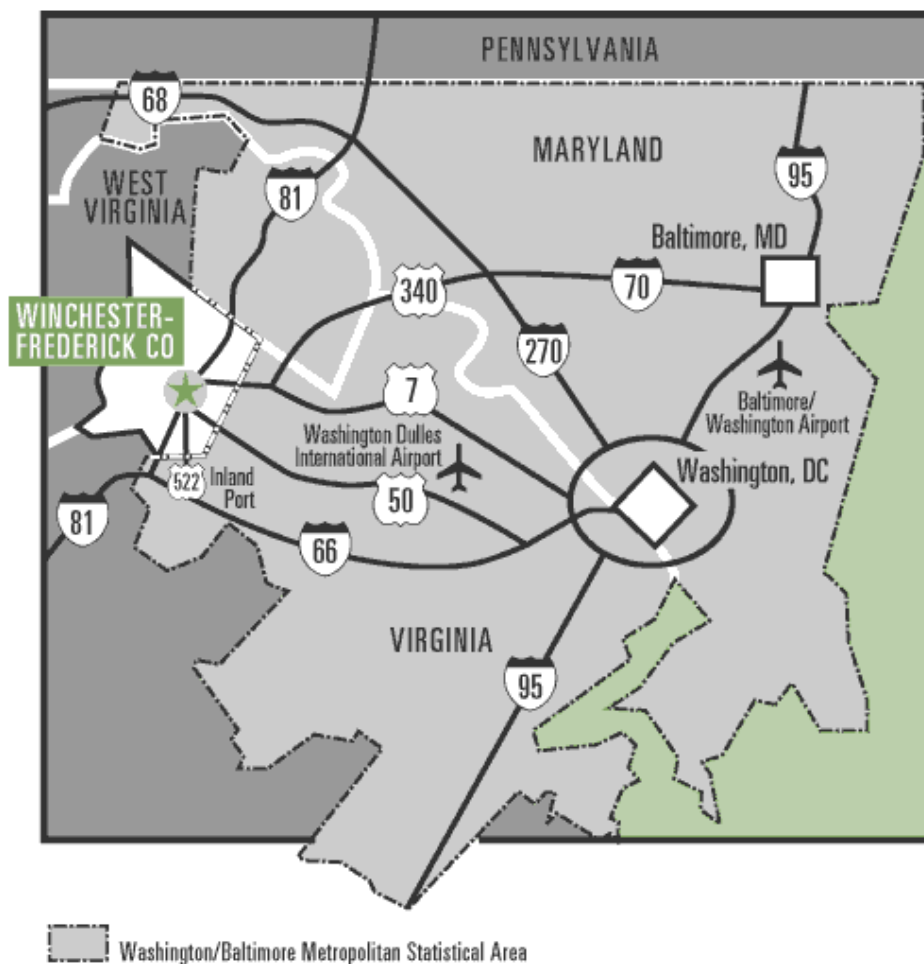 PENNSYLVANIA
68
MARYLAND
95
WEST
VIRGINIA
81
Baltimore, MD
340
70
WINCHESTER-
FREDERICK CO
270
7
Baltimore/
Washington Airport
Washington Dulles
International Airport
Washington, DC
522
Inland
Port
50
81
66
VIRGINIA
95
Washington/Baltimore Metropolitan Statistical Area